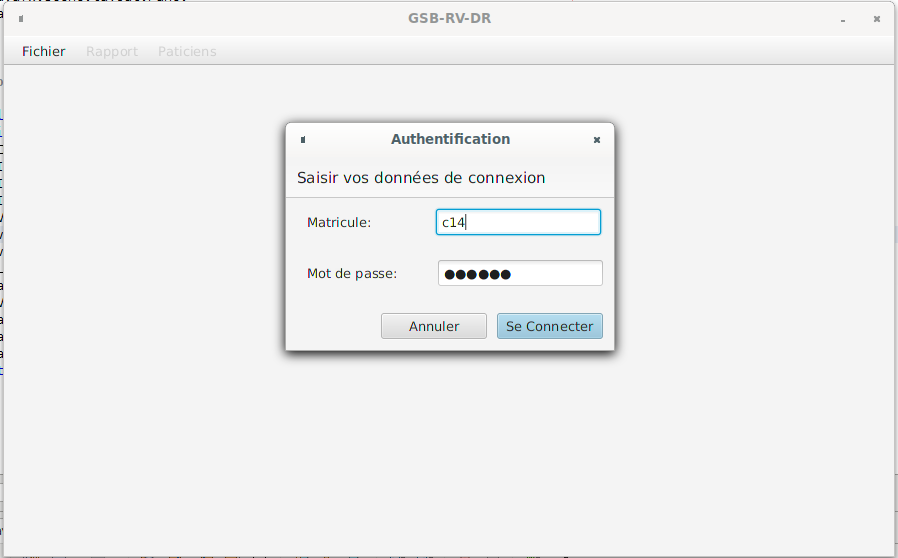 GSB-RV-DR
Fichier Rapport Paticiens
Authentification
Saisir vos données de connexion
Matricule: c14
Mot de passe: ●●●●●●
Annuler Se Connecter